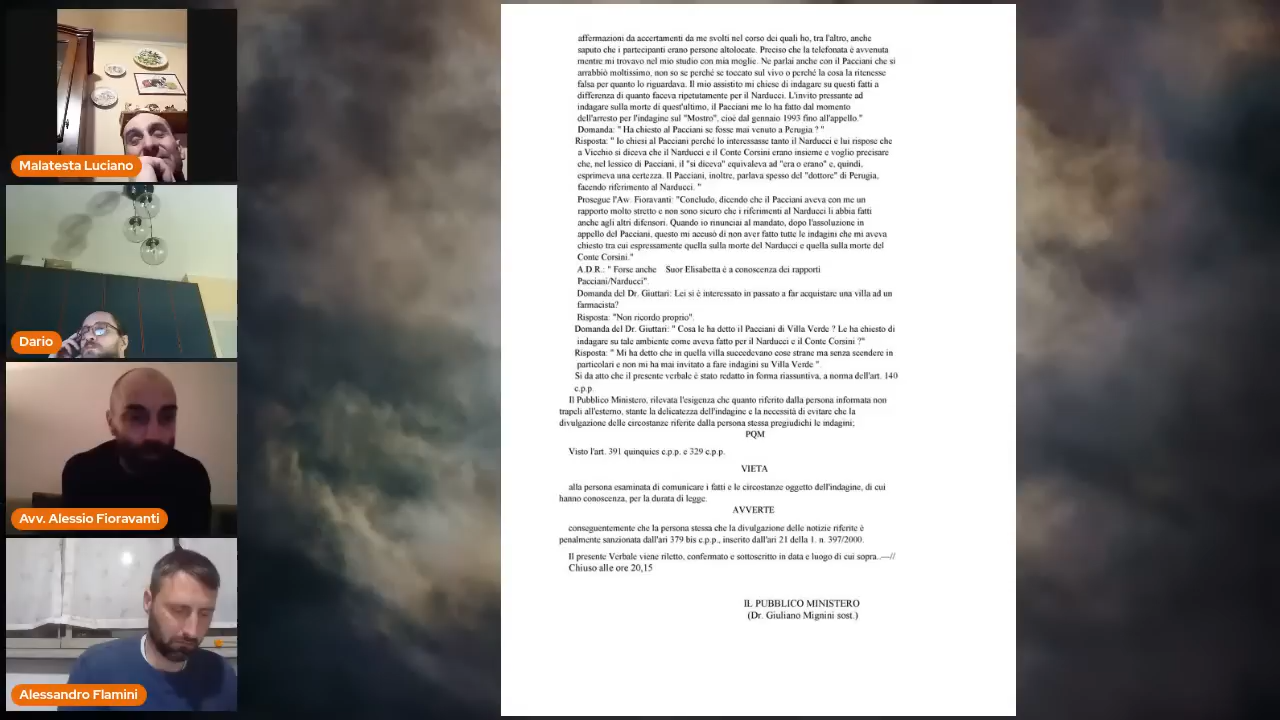 Malatesta Luciano
Dario
Avv. Alessio Fioravanti
Alessandro Flamini
affermazioni da accertamenti da me svolti nel corso dei quali ho, tra l'altro, anche
saputo che i partecipanti erano persone altolocate. Preciso che la telefonata è avvenuta
mentre mi trovavo nel mio studio con mia moglie. Ne parlai anche con il Pacciani che si
arrabbiò moltissimo, non so se perché se toccato sul vivo o perché la cosa la ritenesse
falsa per quanto lo riguardava. Il mio assistito mi chiese di indagare su questi fatti a
differenza di quanto faceva ripetutamente per il Narducci. L'invito pressante ad
indagare sulla morte di quest'ultimo, il Pacciani me lo ha fatto dal momento
dell'arresto per l'indagine sul "Mostro", cioè dal gennaio 1993 fino all'appello."
Domanda: " Ha chiesto al Pacciani se fosse mai venuto a Perugia ? "
Risposta: " Io chiesi al Pacciani perché lo interessasse tanto il Narducci e lui rispose che
a Vicchio si diceva che il Narducci e il Conte Corsini erano insieme e voglio precisare
che, nel lessico di Pacciani, il "si diceva" equivaleva ad "era o erano" e, quindi,
esprimeva una certezza. Il Pacciani, inoltre, parlava spesso del "dottore" di Perugia,
facendo riferimento al Narducci. "
Prosegue l'Aw. Fioravanti: "Concludo, dicendo che il Pacciani aveva con me un
rapporto molto stretto e non sono sicuro che i riferimenti al Narducci li abbia fatti
anche agli altri difensori. Quando io rinunciai al mandato, dopo l'assoluzione in
appello del Pacciani, questo mi accusò di non aver fatto tutte le indagini che mi aveva
chiesto tra cui espressamente quella sulla morte del Narducci e quella sulla morte del
Conte Corsini."
A.D.R.: " Forse anche Suor Elisabetta è a conoscenza dei rapporti
Pacciani/Narducci".
Domanda del Dr. Giuttari: Lei si è interessato in passato a far acquistare una villa ad un
farmacista?
Risposta: "Non ricordo proprio".
Domanda del Dr. Giuttari: " Cosa le ha detto il Pacciani di Villa Verde ? Le ha chiesto di
indagare su tale ambiente come aveva fatto per il Narducci e il Conte Corsini ?"
Risposta: " Mi ha detto che in quella villa succedevano cose strane ma senza scendere in
particolari e non mi ha mai invitato a fare indagini su Villa Verde ".
Si da atto che il presente verbale è stato redatto in forma riassuntiva, a norma dell'art. 140
c.p.p.
Il Pubblico Ministero, rilevata l'esigenza che quanto riferito dalla persona informata non
trapeli all'esterno, stante la delicatezza dell'indagine e la necessità di evitare che la
divulgazione delle circostanze riferite dalla persona stessa pregiudichi le indagini;
PQM
Visto l'art. 391 quinquies c.p.p. e 329 c.p.p.
VIETA
alla persona esaminata di comunicare i fatti e le circostanze oggetto dell'indagine, di cui
hanno conoscenza, per la durata di legge.
AVVERTE
conseguentemente che la persona stessa che la divulgazione delle notizie riferite è
penalmente sanzionata dall'ari 379 bis c.p.p., inserito dall'ari 21 della 1. n. 397/2000.
Il presente Verbale viene riletto, confermato e sottoscritto in data e luogo di cui sopra..—//
Chiuso alle ore 20,15
IL PUBBLICO MINISTERO
(Dr. Giuliano Mignini sost.)